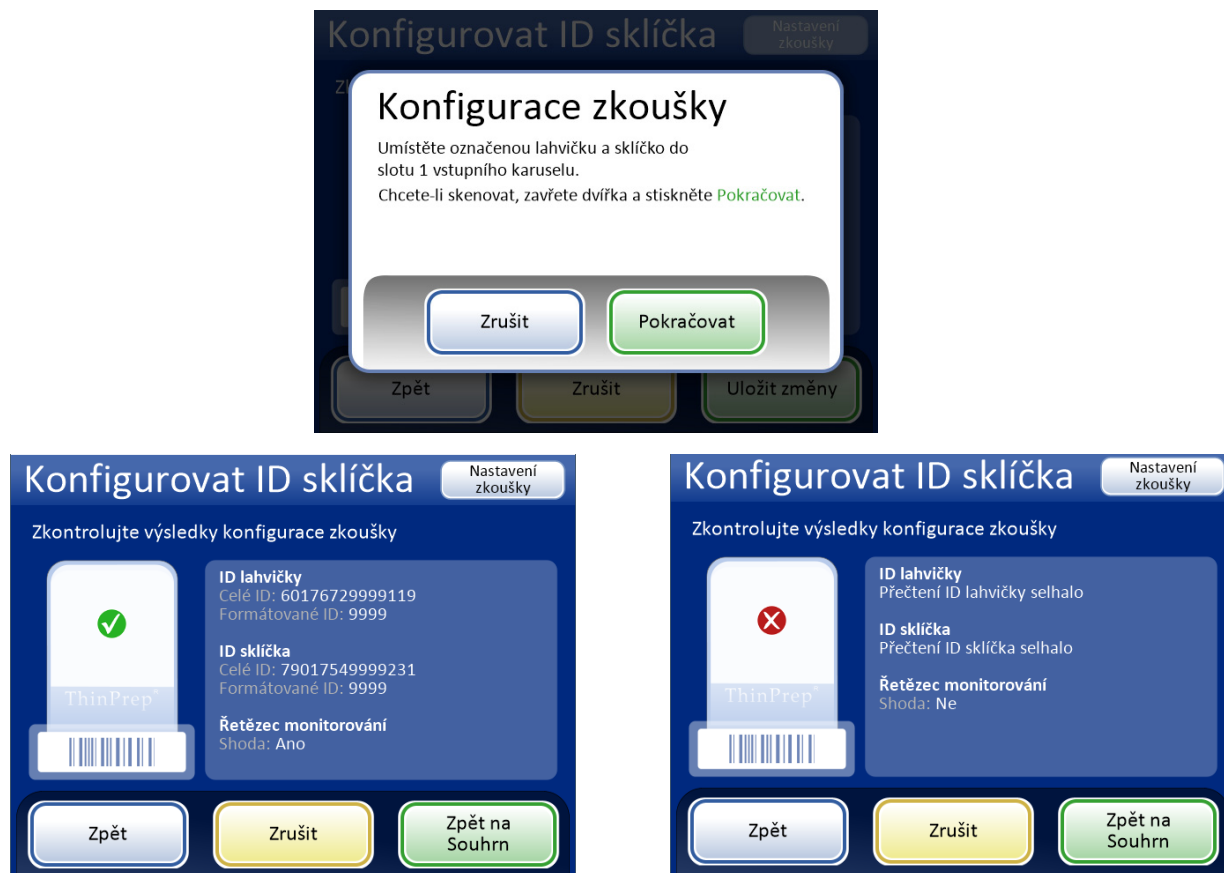 Konfigurovat ID sklíčka
Nastavení
zkoušky
Konfigurace zkoušky
Umístěte označenou lahvičku a sklíčko do
slotu 1 vstupního karuselu.
Chcete-li skenovat, zavřete dvířka a stiskněte Pokračovat.
Zrušit
Pokračovat
Zpět
Zrušit
Uložit změny
Konfigurovat ID sklíčka
Nastavení
zkoušky
Zkontrolujte výsledky konfigurace zkoušky
ID lahvičky
Celé ID: 60176729999119
Formátované ID: 9999
ID sklíčka
Celé ID: 79017549999231
Formátované ID: 9999
Řetězec monitorování
Shoda: Ano
ThinPrep®
Zpět
Zrušit
Zpět na
Souhrn
Konfigurovat ID sklíčka
Nastavení
zkoušky
Zkontrolujte výsledky konfigurace zkoušky
ID lahvičky
Přečtení ID lahvičky selhalo
ID sklíčka
Přečtení ID sklíčka selhalo
Řetězec monitorování
Shoda: Ne
ThinPrep®
Zpět
Zrušit
Zpět na
Souhrn